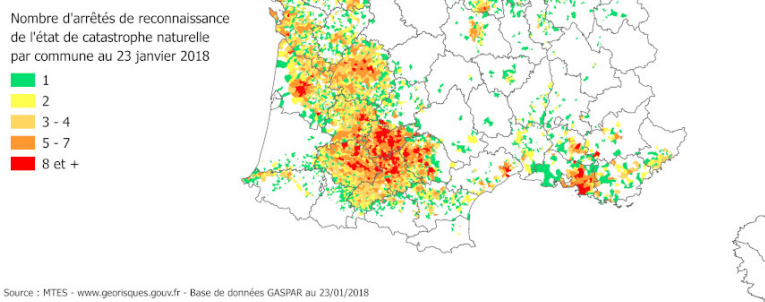 Nombre d'arrêtés de reconnaissance
de l'état de catastrophe naturelle
par commune au 23 janvier 2018
1
2
3 - 4
5 - 7
8 et +
Source : MTES - www.georisques.gouv.fr - Base de données GASPAR au 23/01/2018